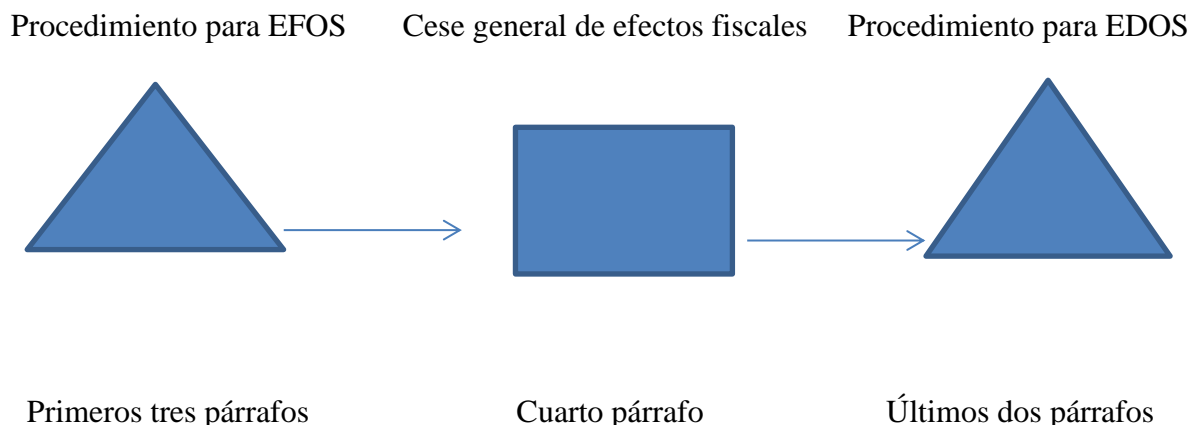 Procedimiento para EFOS Cese general de efectos fiscales Procedimiento para EDOS
Primeros tres párrafos Cuarto párrafo Últimos dos párrafos